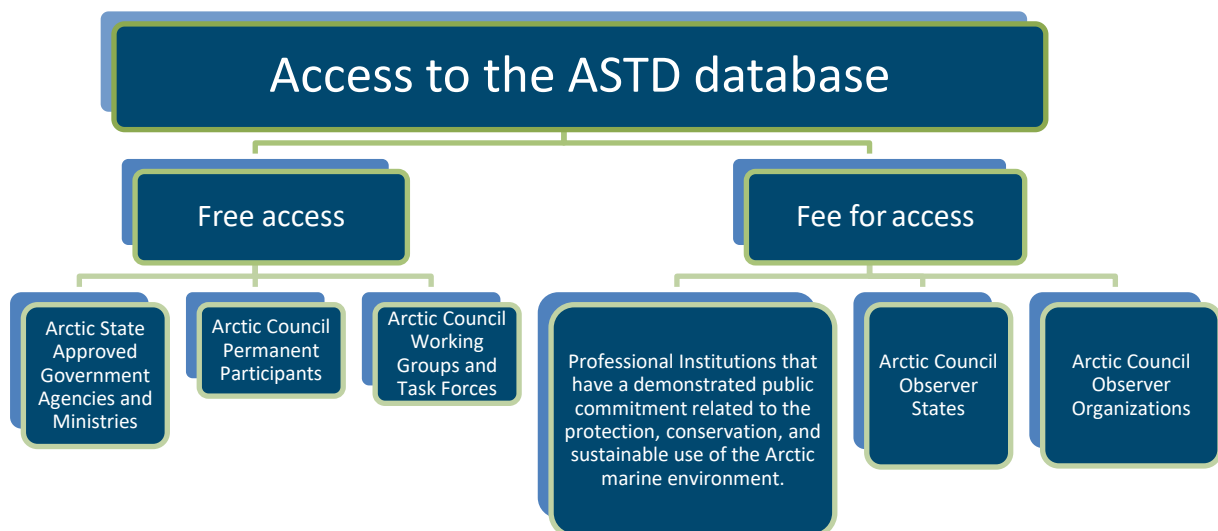 Access to the ASTD database
Free access
Fee for access
Arctic State
Approved
Government
Agencies and
Ministries
Arctic Council
Permanent
Participants
Arctic Council
Working
Groups and
Task Forces
Professional Institutions that
have a demonstrated public
commitment related to the
protection, conservation, and
sustainable use of the Arctic
marine environment.
Arctic Council
Observer
States
Arctic Council
Observer
Organizations